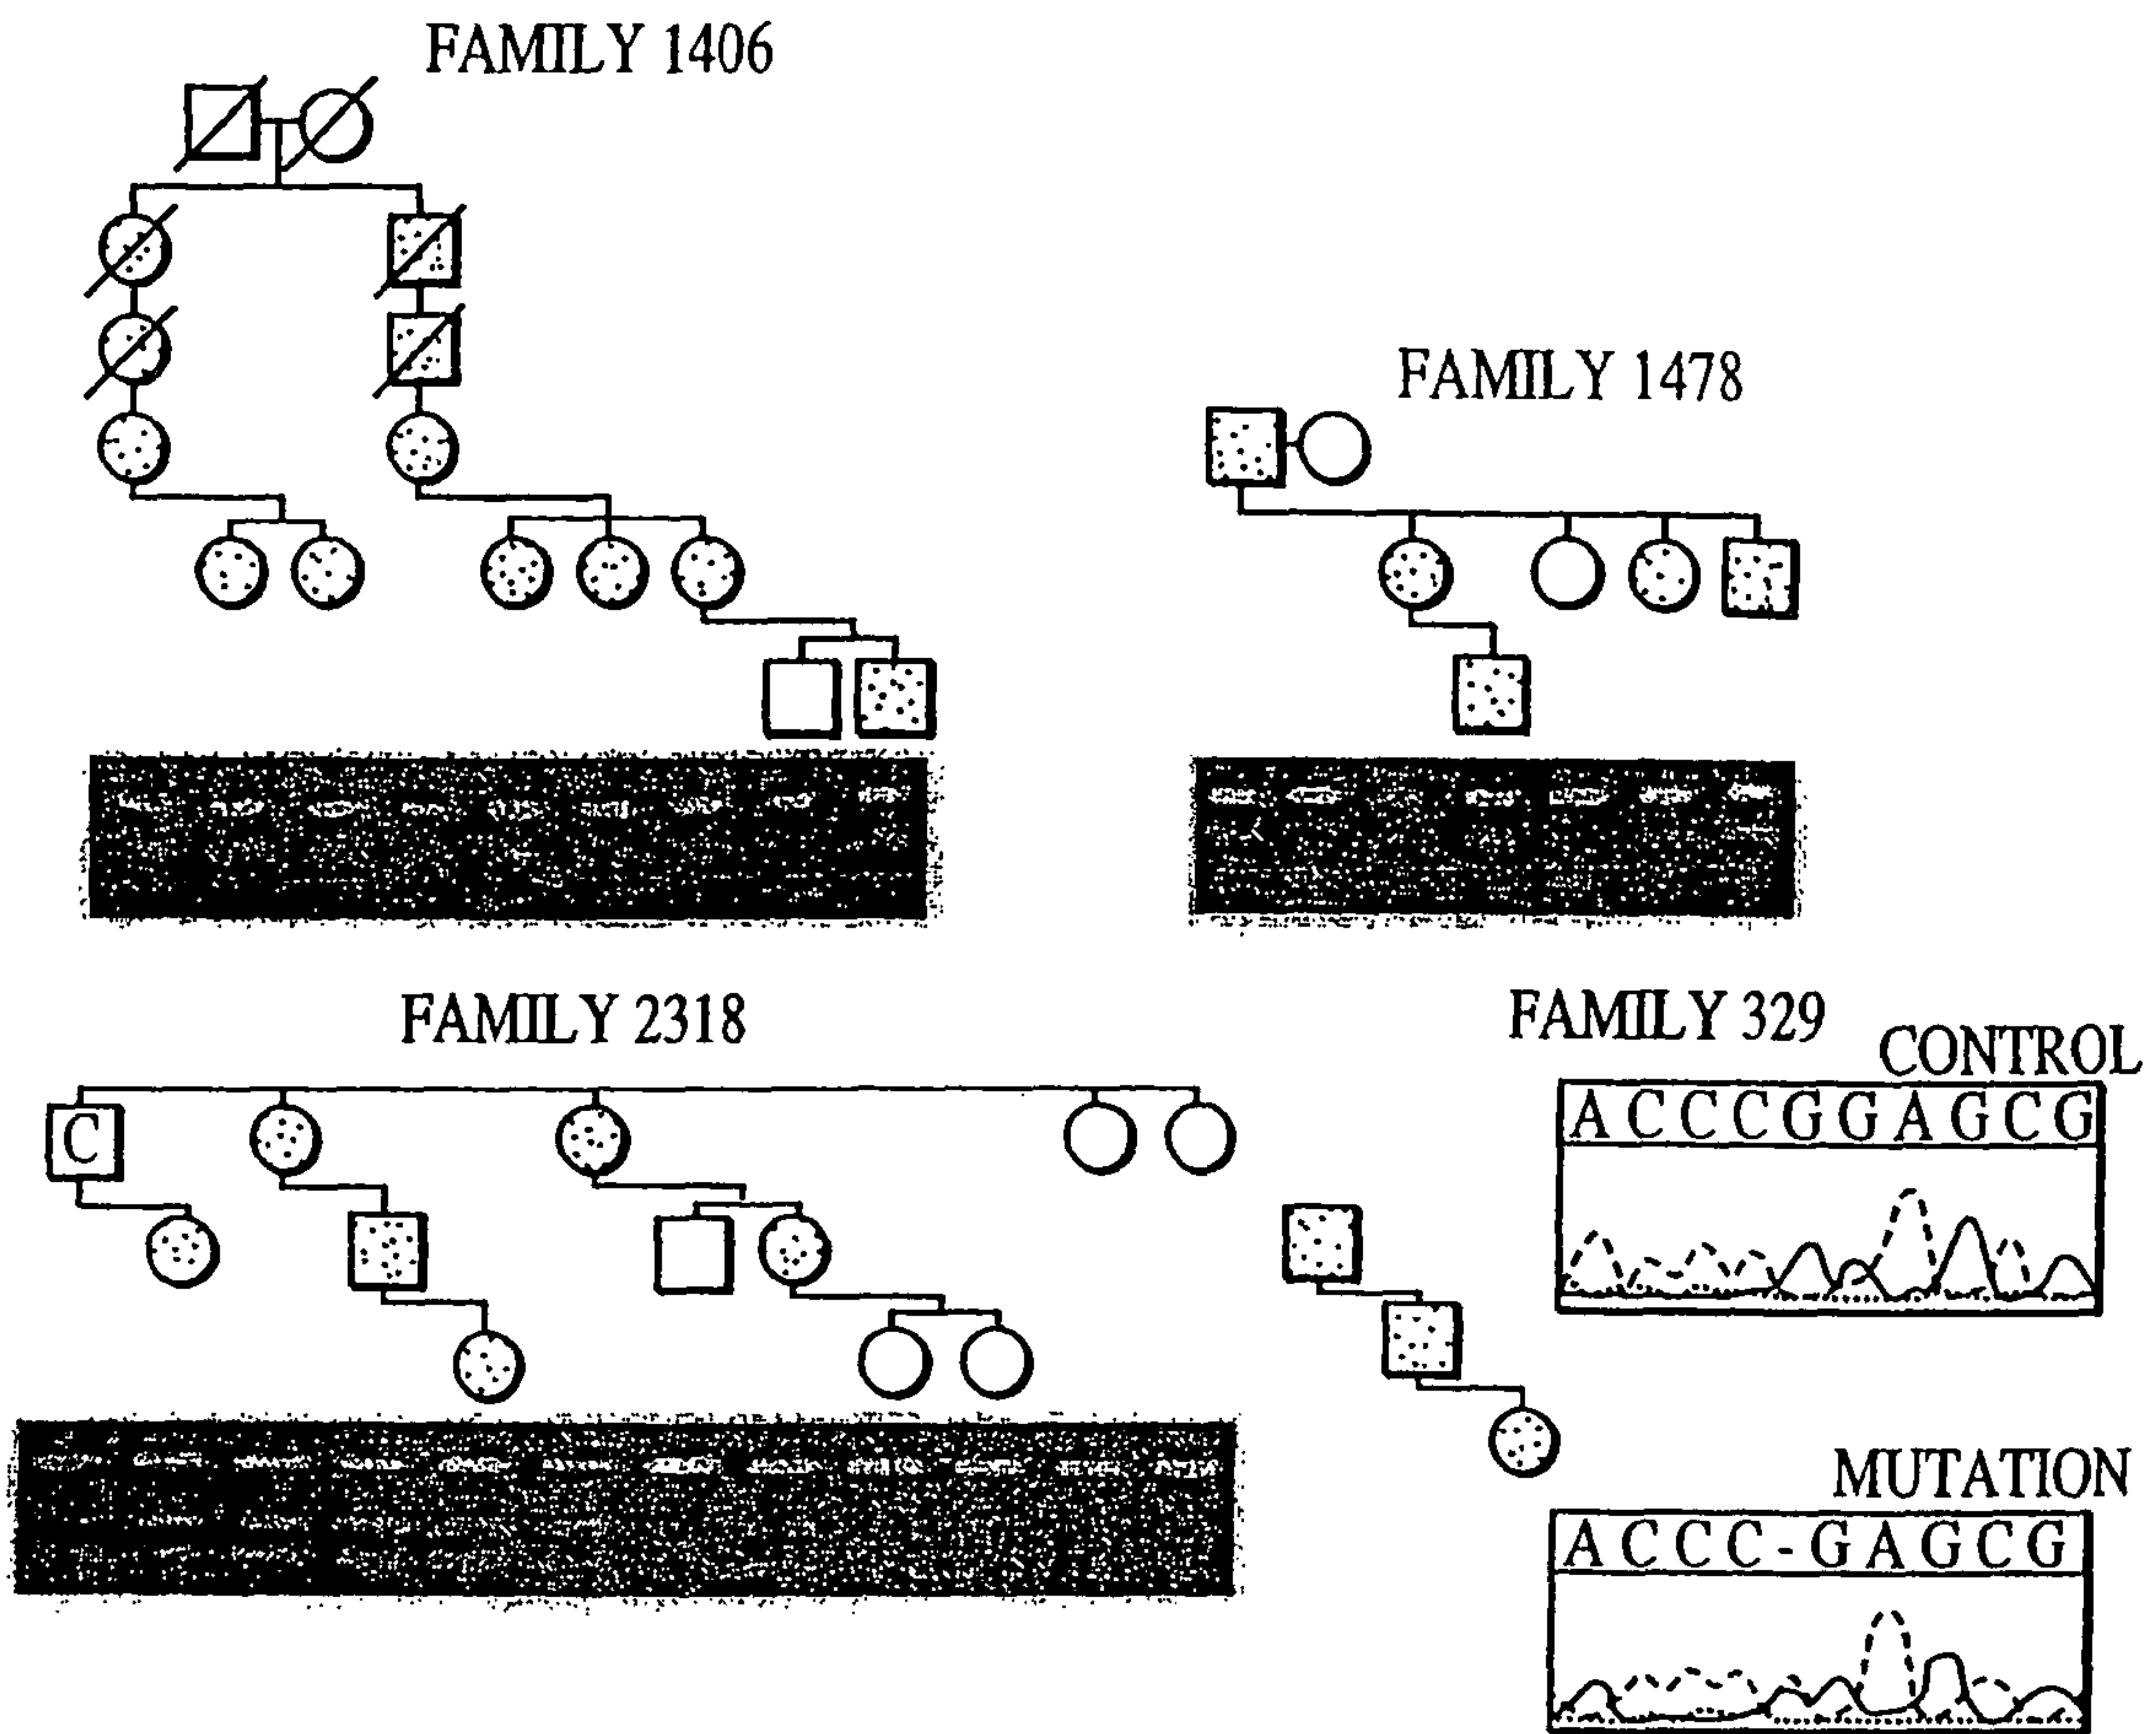 FAMILY 1406
FAMILY 1478
FAMILY 2318
C
FAMILY 329
CONTROL
ACCCGGAGCG
MUTATION
ACCC-GAGCG